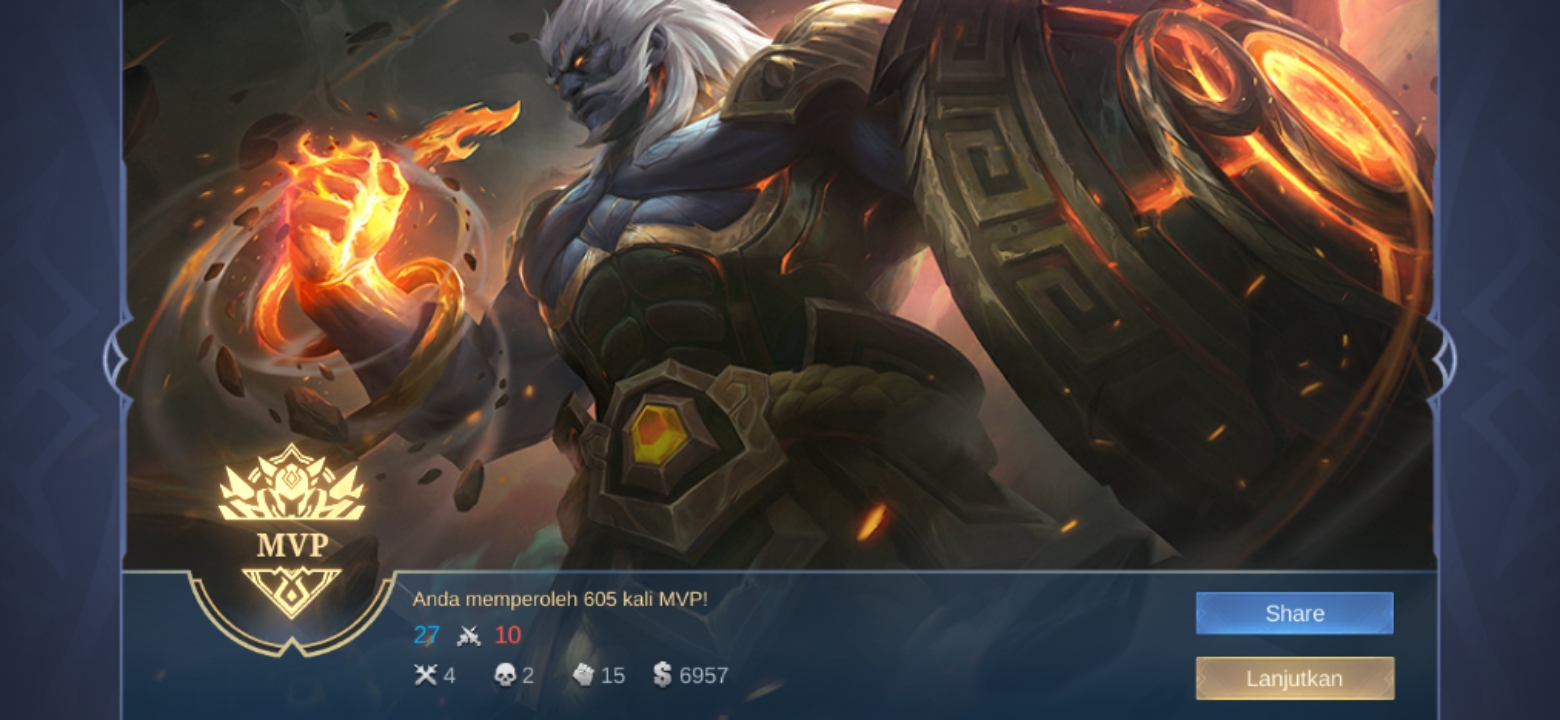 MVP
Anda memperoleh 605 kali MVP!
27 10
4 2 15 $ 6957
Share
Lanjutkan